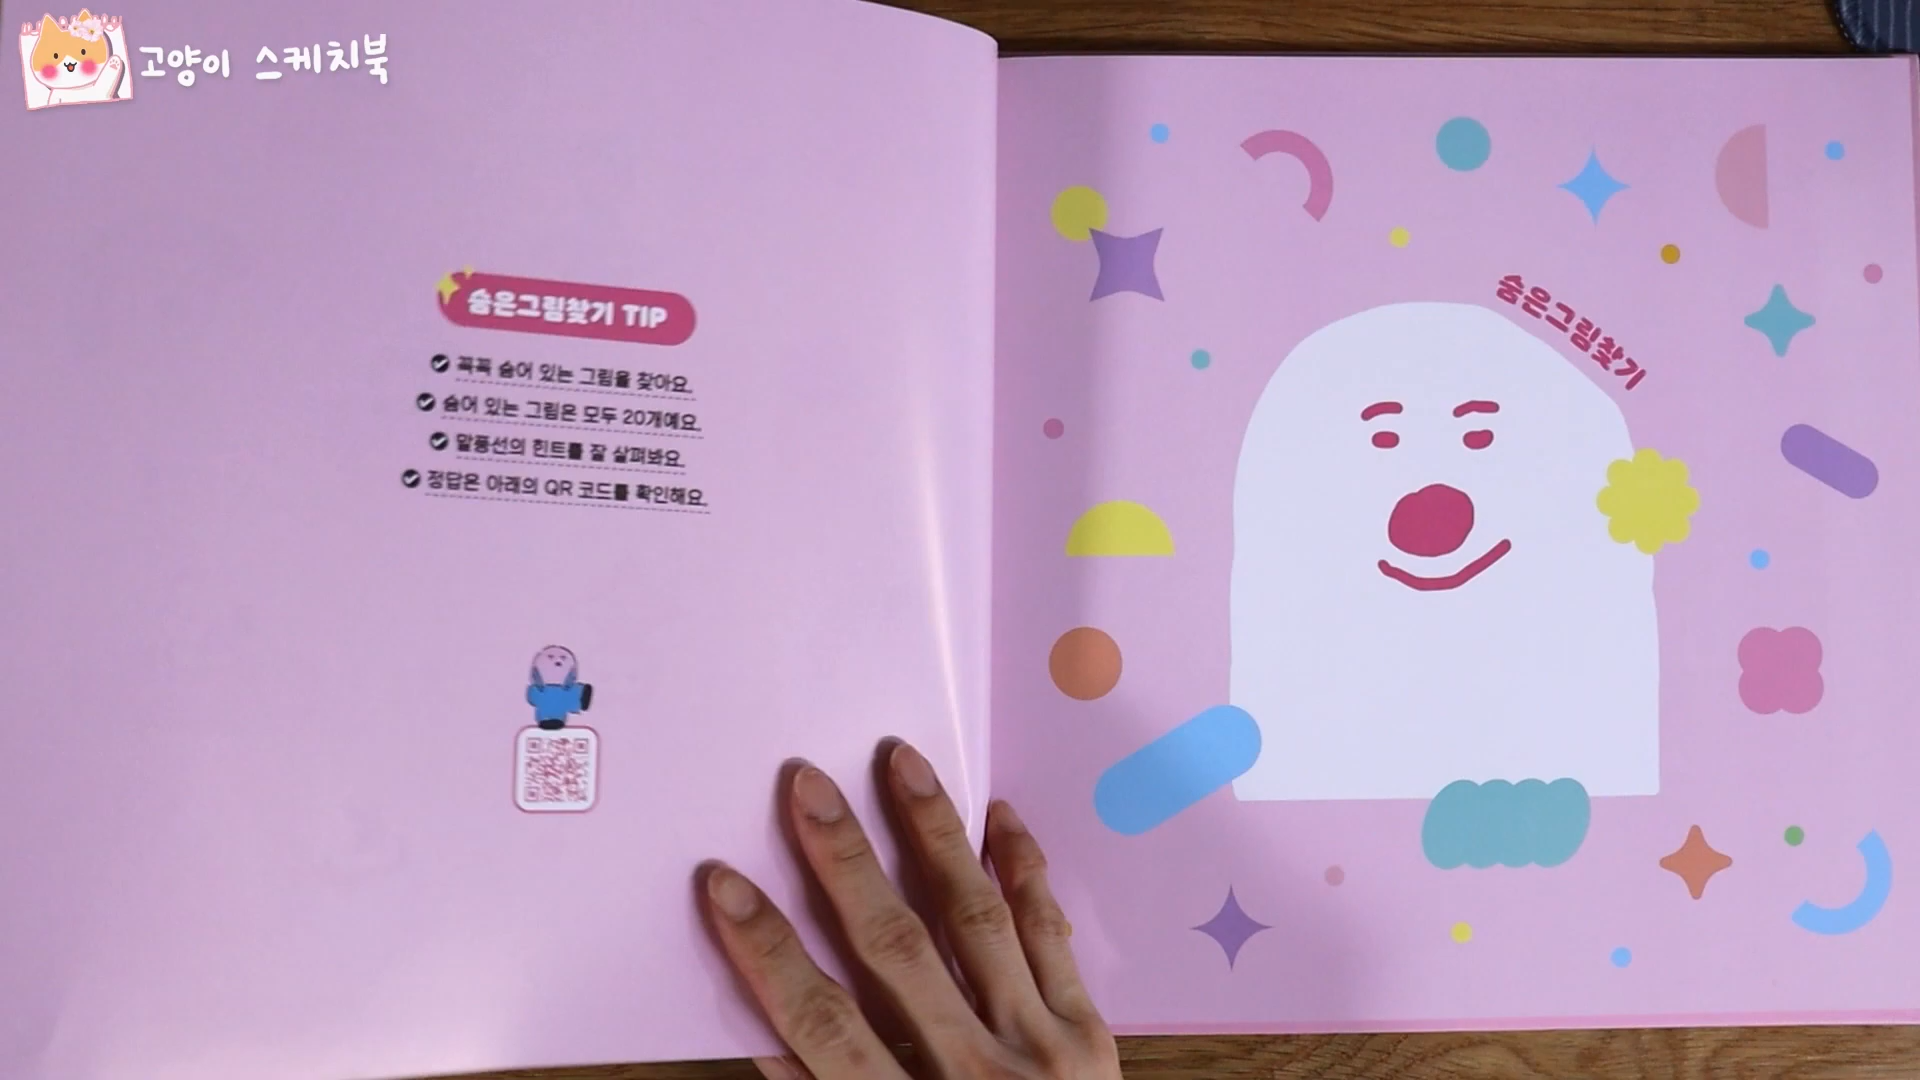 고양이 스케치북
숨은그림찾기 TIP
꼭꼭 숨어 있는 그림을 찾아요.
숨어 있는 그림은 모두 20개예요.
말풍선의 힌트를 잘 살펴봐요.
정답은 아래의 QR 코드를 확인해요.
숨은그림찾기